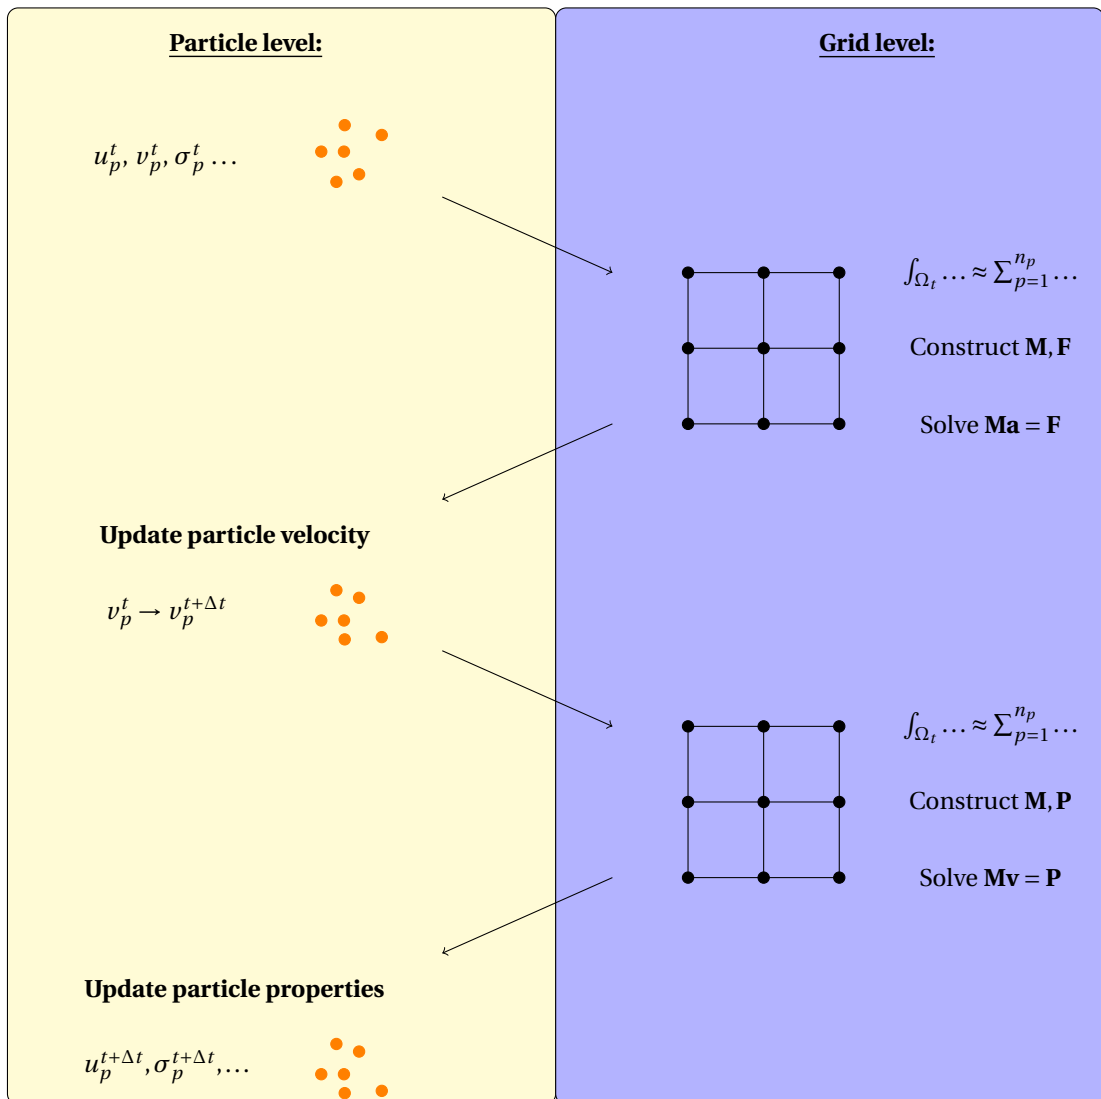 Particle level:
Grid level:
u_p^t, v_p^t, σ_p^t …
∫_{Ω_t} … ≈ ∑_{p=1}^{n_p} …
Construct M, F
Solve Ma = F
Update particle velocity
v_p^t → v_p^{t+Δt}
∫_{Ω_t} … ≈ ∑_{p=1}^{n_p} …
Construct M, P
Solve Mv = P
Update particle properties
u_p^{t+Δt}, σ_p^{t+Δt}, …